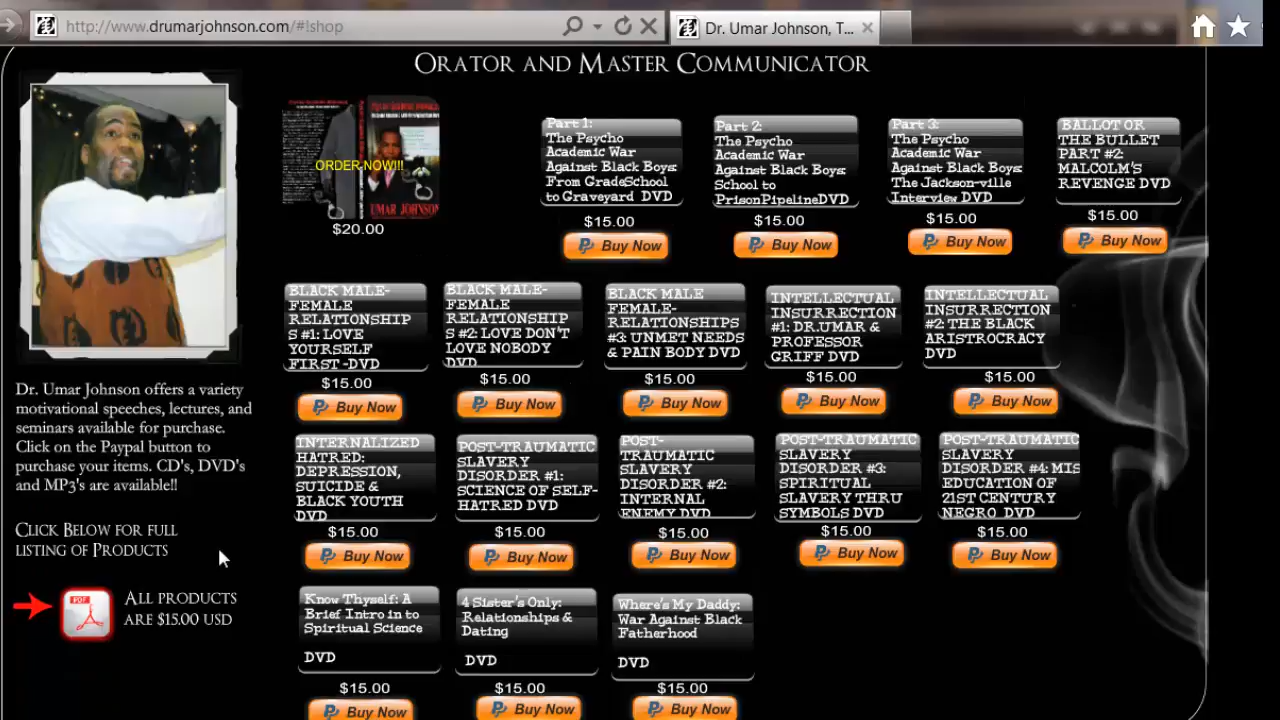 http://www.drumarjohnson.com/#!shop
Dr. Umar Johnson, T...
ORATOR AND MASTER COMMUNICATOR
ORDER NOW!!!
UMAR JOHNSON
$20.00
Part 1:
The Psycho
Academic War
Against Black Boys:
From GradeSchool
to Graveyard DVD
$15.00
Buy Now
Part 2:
The Psycho
Academic War
Against Black Boys:
School to
PrisonPipelineDVD
$15.00
Buy Now
Part 3:
The Psycho
Academic War
Against Black Boys:
The Jackson-ville
Interview DVD
$15.00
Buy Now
BALLOT OR
THE BULLET
PART #2:
MALCOLM'S
REVENGE DVD
$15.00
Buy Now
BLACK MALE-
FEMALE
RELATIONSHIP
S #1: LOVE
YOURSELF
FIRST -DVD
$15.00
Buy Now
BLACK MALE-
FEMALE
RELATIONSHIP
S #2: LOVE DON'T
LOVE NOBODY
DVD
$15.00
Buy Now
BLACK MALE
FEMALE-
RELATIONSHIPS
#3: UNMET NEEDS
& PAIN BODY DVD
$15.00
Buy Now
INTELLECTUAL
INSURRECTION
#1: DR.UMAR &
PROFESSOR
GRIFF DVD
$15.00
Buy Now
INTELLECTUAL
INSURRECTION
#2: THE BLACK
ARISTROCRACY
DVD
$15.00
Buy Now
Dr. Umar Johnson offers a variety
motivational speeches, lectures, and
seminars available for purchase.
Click on the Paypal button to
purchase your items. CD's, DVD's
and MP3's are available!!
CLICK BELOW FOR FULL
LISTING OF PRODUCTS
PDF
ALL PRODUCTS
ARE $15.00 USD
INTERNALIZED
HATRED:
DEPRESSION,
SUICIDE &
BLACK YOUTH
DVD
$15.00
Buy Now
POST-TRAUMATIC
SLAVERY
DISORDER #1:
SCIENCE OF SELF-
HATRED DVD
$15.00
Buy Now
POST-
TRAUMATIC
SLAVERY
DISORDER #2:
INTERNAL
ENEMY DVD
$15.00
Buy Now
POST-TRAUMATIC
SLAVERY
DISORDER #3:
SPIRITUAL
SLAVERY THRU
SYMBOLS DVD
$15.00
Buy Now
POST-TRAUMATIC
SLAVERY
DISORDER #4: MIS
EDUCATION OF
21ST CENTURY
NEGRO DVD
$15.00
Buy Now
Know Thyself: A
Brief Intro in to
Spiritual Science
DVD
$15.00
Buy Now
4 Sister's Only:
Relationships &
Dating
DVD
$15.00
Buy Now
Where's My Daddy:
War Against Black
Fatherhood
DVD
$15.00
Buy Now